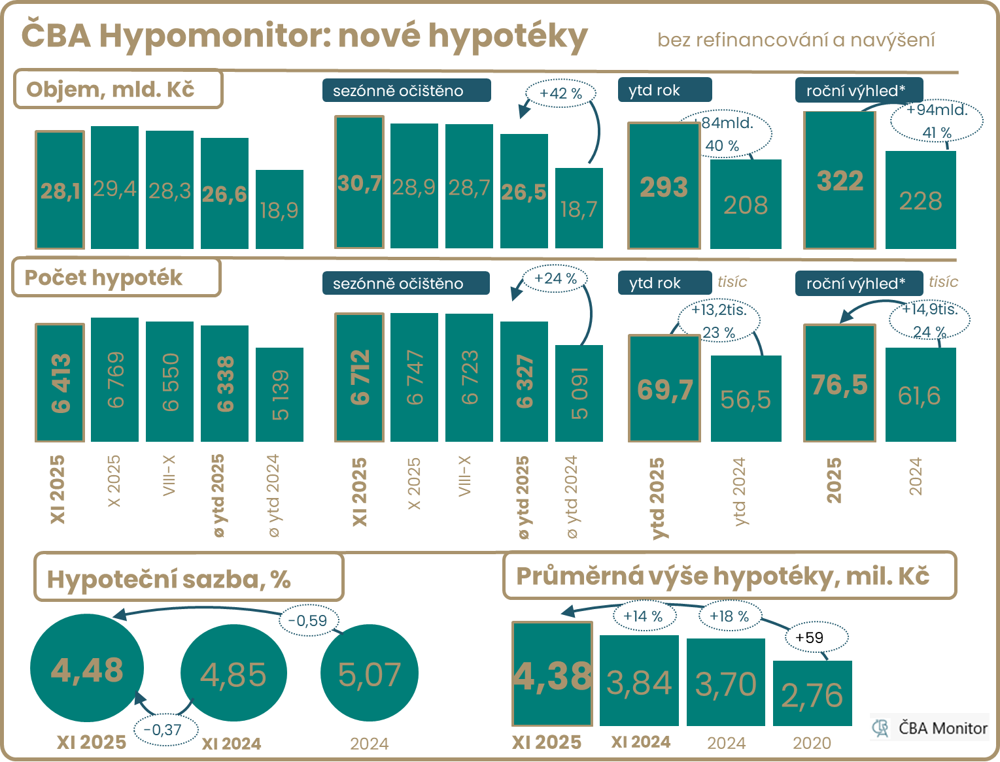 ČBA Hypomonitor: nové hypotéky
bez refinancování a navýšení
Objem, mld. Kč
sezónně očištěno
+42 %
ytd rok
+84mld.
40 %
roční výhled*
+94mld.
41 %
28,1
29,4
28,3
26,6
18,9
30,7
28,9
28,7
26,5
18,7
293
208
322
228
Počet hypoték
sezónně očištěno
+24 %
ytd rok
tisíc
+13,2tis.
23 %
roční výhled*
tisíc
+14,9tis.
24 %
6 413
6 769
6 550
6 338
5 139
6 712
6 747
6 723
6 327
5 091
69,7
56,5
76,5
61,6
XI 2025
X 2025
VIII-X
ø ytd 2025
ø ytd 2024
XI 2025
X 2025
VIII-X
ø ytd 2025
ø ytd 2024
ytd 2025
ytd 2024
2025
2024
Hypoteční sazba, %
-0,59
4,48
4,85
5,07
-0,37
XI 2025
XI 2024
2024
Průměrná výše hypotéky, mil. Kč
+14 %
+18 %
+59
4,38
3,84
3,70
2,76
XI 2025
XI 2024
2024
2020
ČBA Monitor